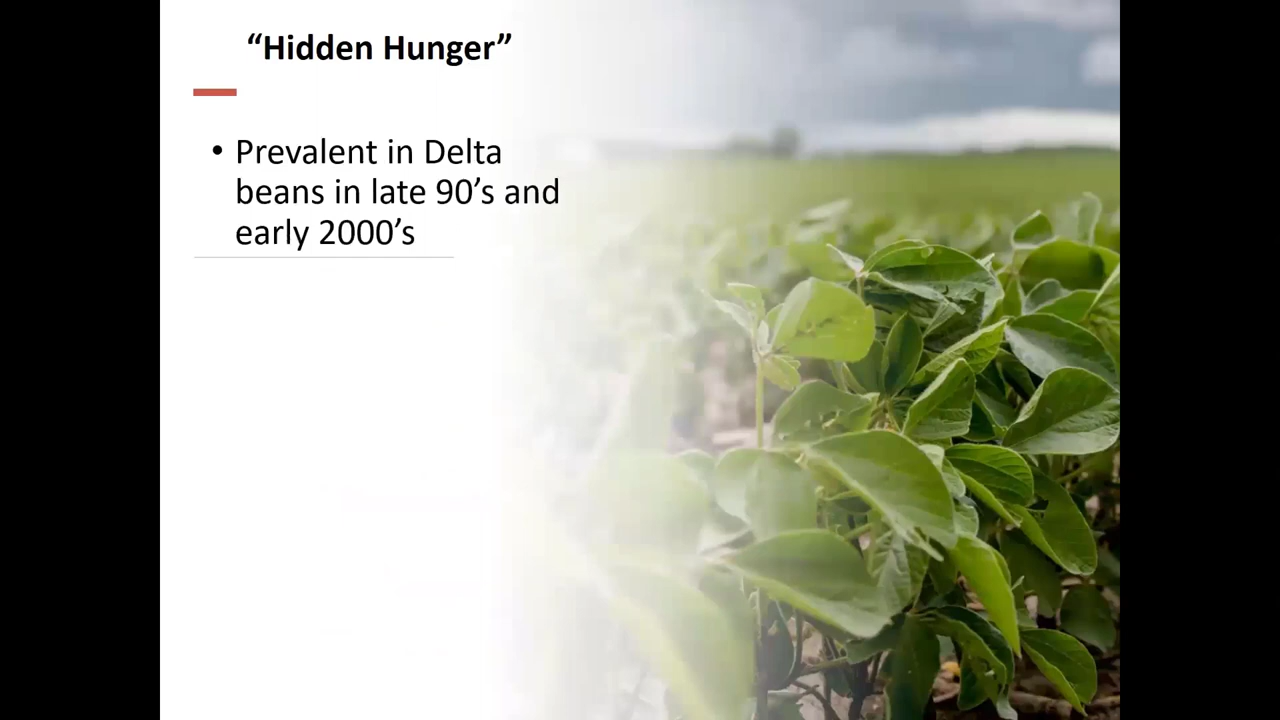 “Hidden Hunger”
• Prevalent in Delta
beans in late 90’s and
early 2000’s